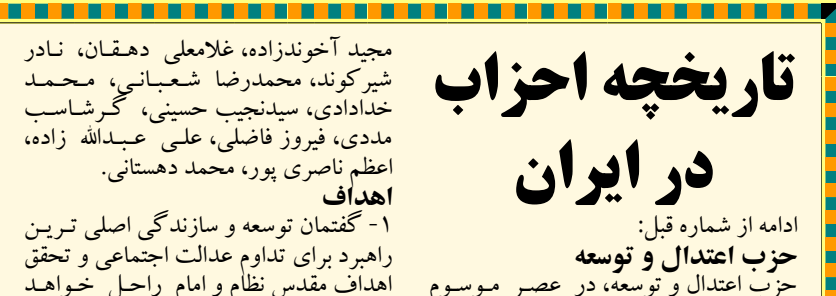 تاریخچه احزاب
در ایران
ادامه از شماره قبل:
حزب اعتدال و توسعه
حزب اعتدال و توسعه، در عصر موسوم
مجید آخوندزاده، غلامعلی دهقان، نادر
شیرکوند، محمدرضا شعبانی، محمد
خدادادی، سیدنجیب حسینی، گرشاسب
مددی، فیروز فاضلی، علی عبدالله زاده،
اعظم ناصری پور، محمد دهستانی.
اهداف
۱- گفتمان توسعه و سازندگی اصلی ترین
راهبرد برای تداوم عدالت اجتماعی و تحقق
اهداف مقدس نظام و امام راحل خواهد